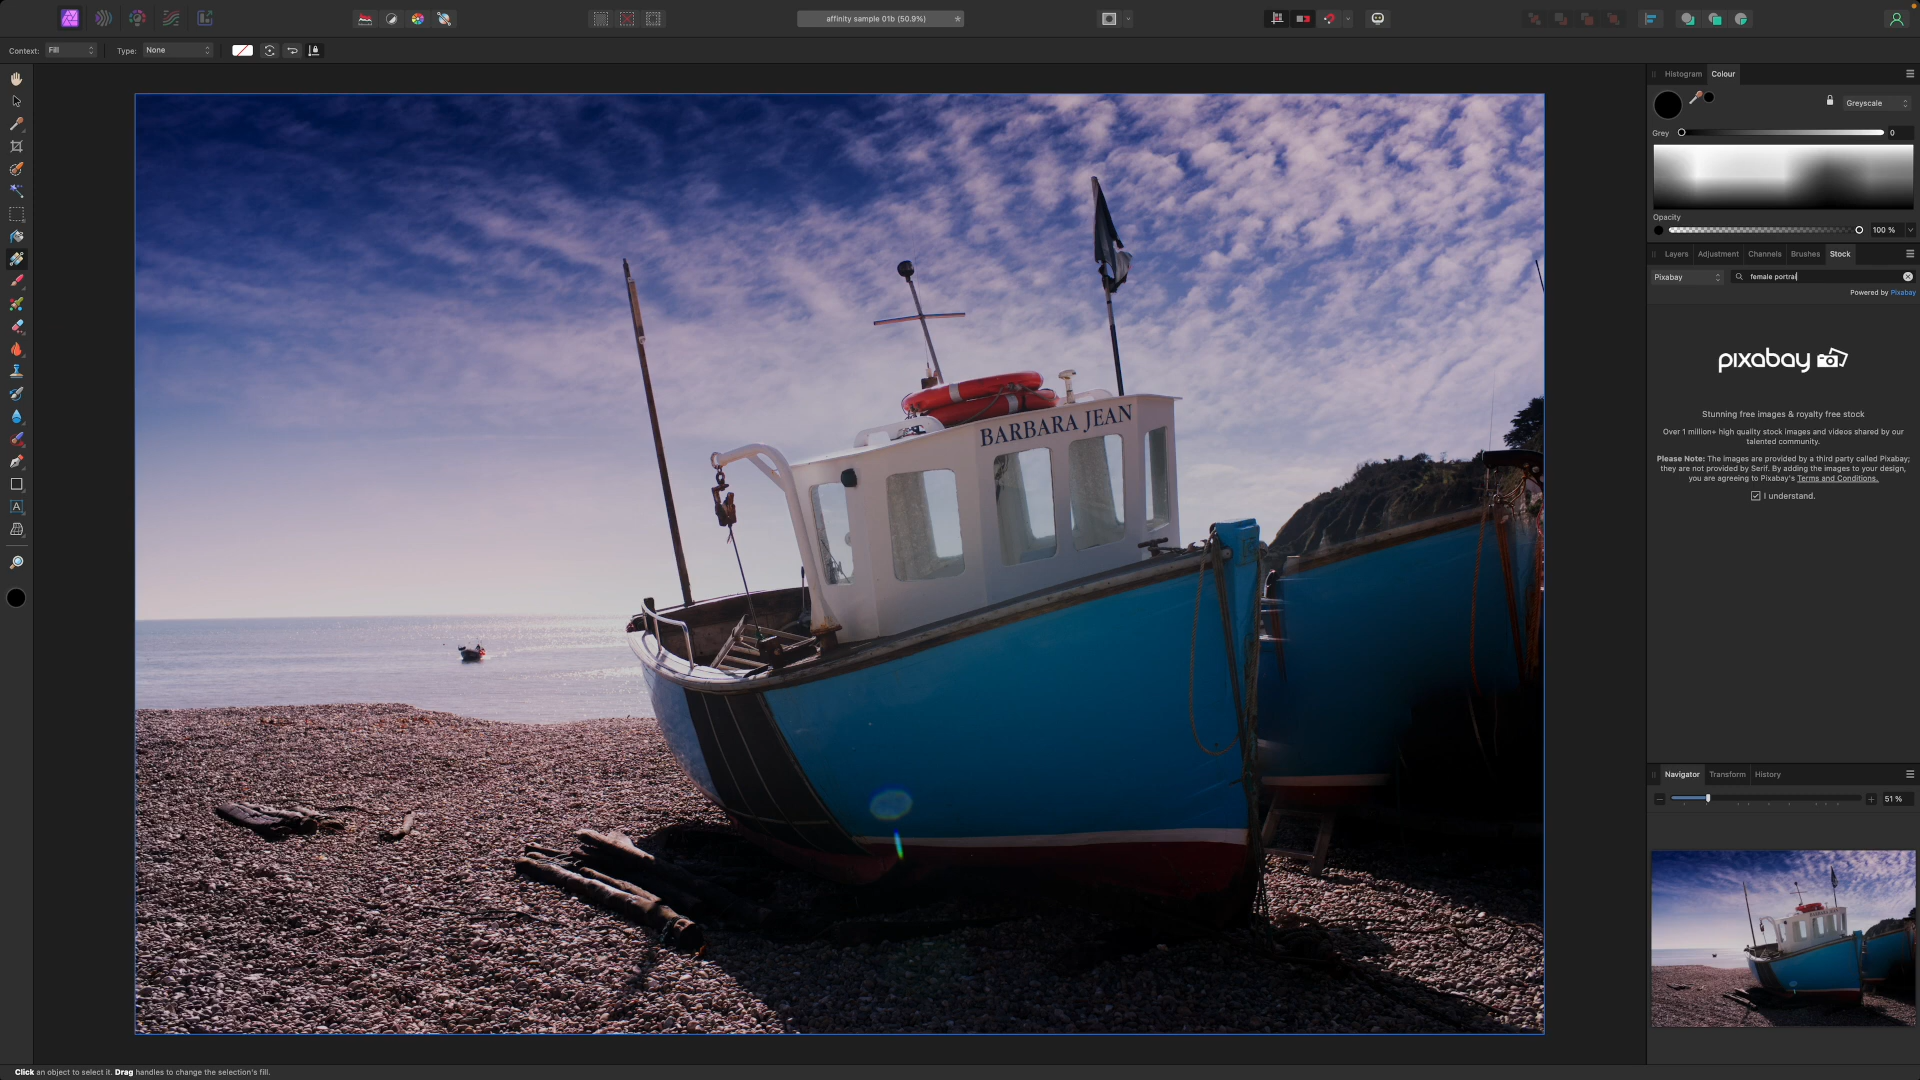 affinity sample 01b (50.9%)
Context: Fill Type: None
Histogram Colour
Greyscale
Grey 0
Opacity
100 %
Layers Adjustment Channels Brushes Stock
Pixabay female portrai
Powered by Pixabay
pixabay
Stunning free images & royalty free stock
Over 1 million+ high quality stock images and videos shared by our
talented community.
Please Note: The images are provided by a third party called Pixabay;
they are not provided by Serif. By adding the images to your design,
you are agreeing to Pixabay's Terms and Conditions.
I understand.
BARBARA JEAN
Navigator Transform History
51 %
Click an object to select it. Drag handles to change the selection's fill.